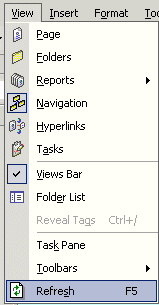 View Insert Format
Page
Folders
Reports
Navigation
Hyperlinks
Tasks
Views Bar
Folder List
Reveal Tags Ctrl+/
Task Pane
Toolbars
Refresh F5